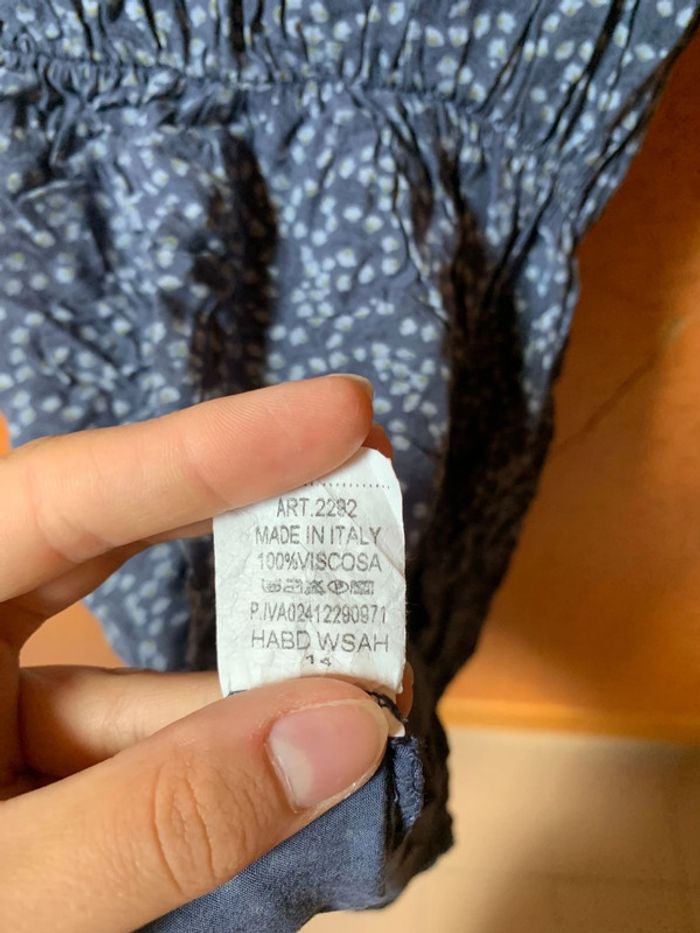 ART.2292
MADE IN ITALY
100%VISCOSA
P.IVA02412290971
HABD WSAH
14